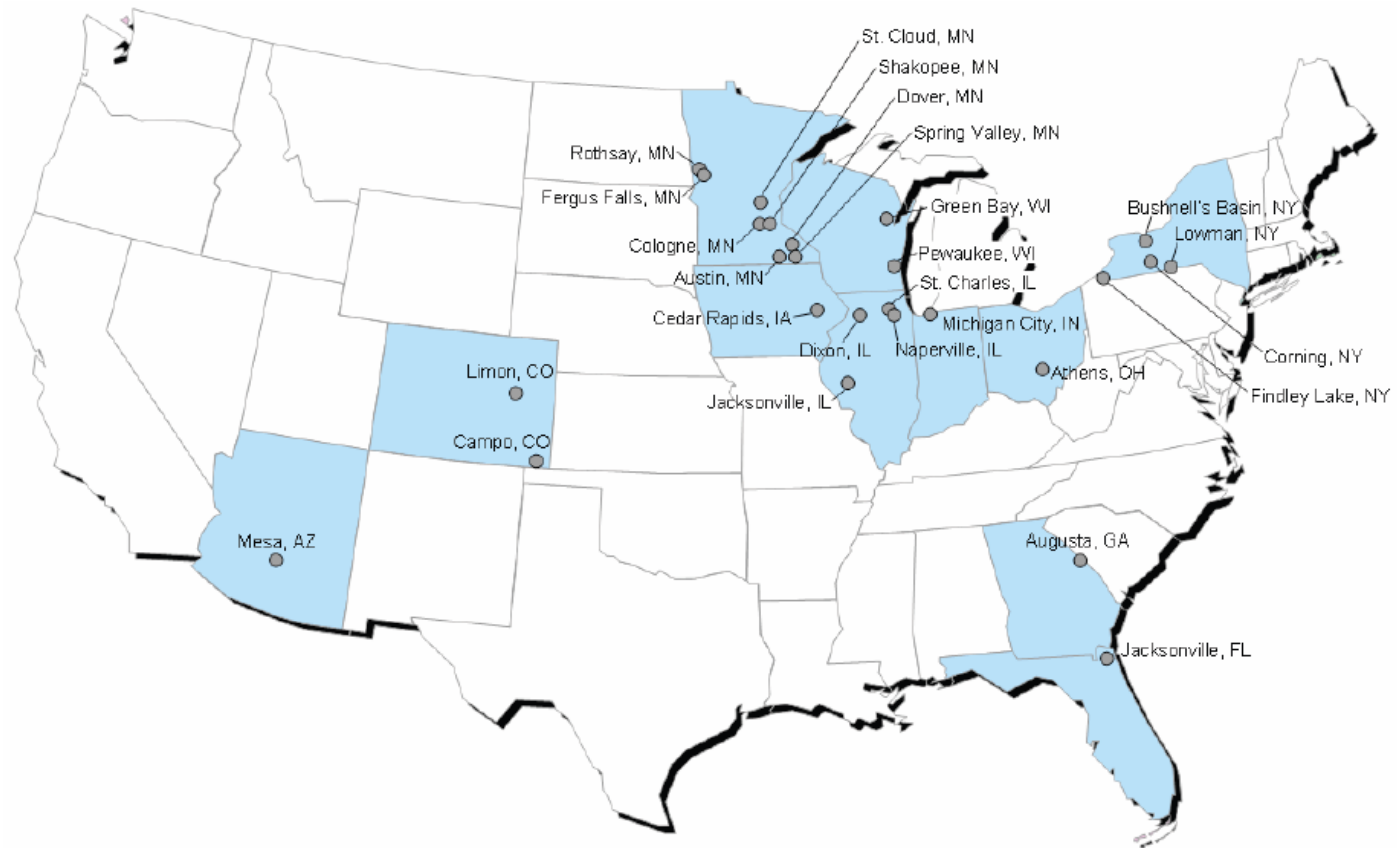 St. Cloud, MN
Shakopee, MN
Dover, MN
Spring Valley, MN
Rothsay, MN
Fergus Falls, MN
Green Bay, WI
Bushnell's Basin, NY
Lowman, NY
Cologne, MN
Pewaukee, WI
Austin, MN
St. Charles, IL
Cedar Rapids, IA
Michigan City, IN
Dixon, IL
Naperville, IL
Corning, NY
Limon, CO
Athens, OH
Findley Lake, NY
Jacksonville, IL
Campo, CO
Mesa, AZ
Augusta, GA
Jacksonville, FL